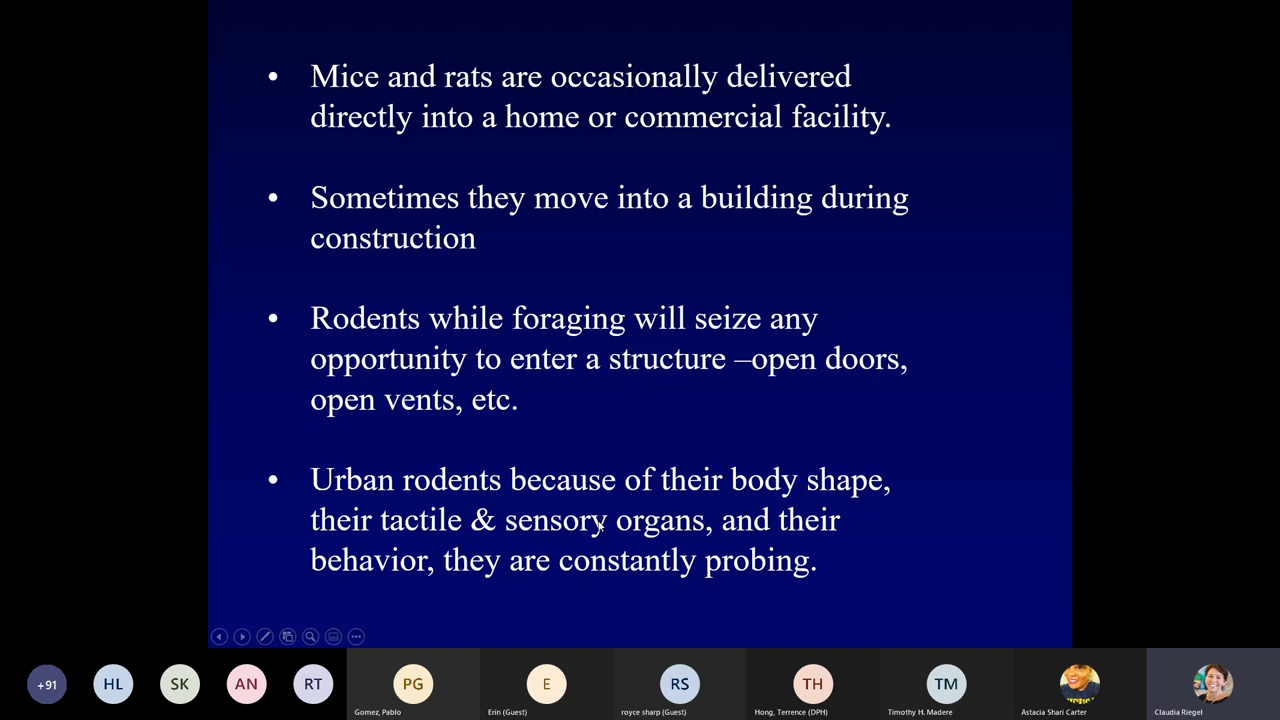 • Mice and rats are occasionally delivered
directly into a home or commercial facility.
• Sometimes they move into a building during
construction
• Rodents while foraging will seize any
opportunity to enter a structure –open doors,
open vents, etc.
• Urban rodents because of their body shape,
their tactile & sensory organs, and their
behavior, they are constantly probing.
+91
HL
SK
AN
RT
PG
E
RS
TH
TM
Gomez, Pablo
Erin (Guest)
royce sharp (Guest)
Hong, Terrence (DPH)
Timothy H. Madere
Astacia Shari Carter
Claudia Riegel